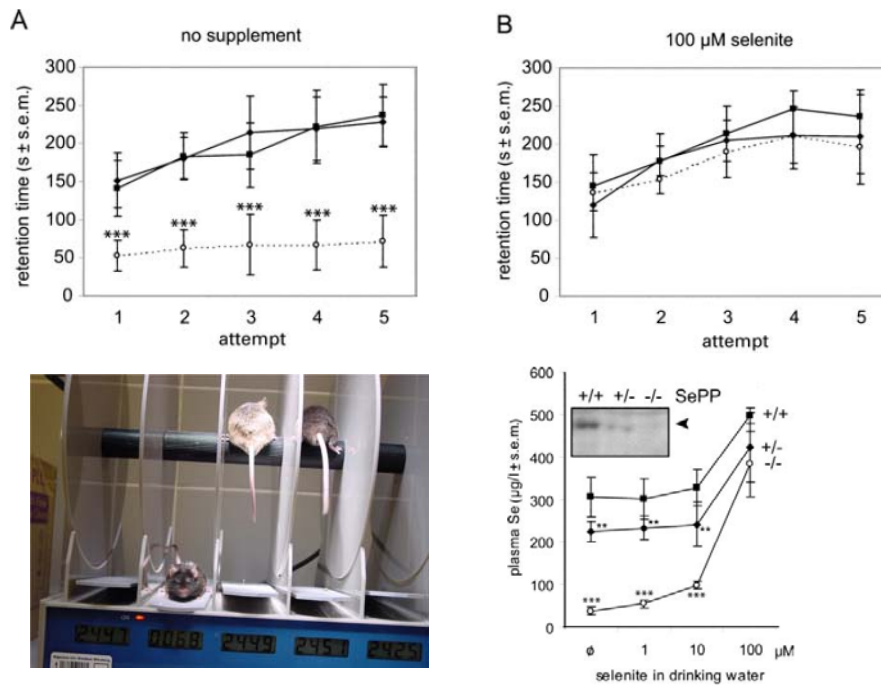 A
no supplement
retention time (s ± s.e.m.)
300
250
200
150
100
50
0
*** *** *** *** ***
1 2 3 4 5
attempt
B
100 µM selenite
retention time (s ± s.e.m.)
300
250
200
150
100
50
0
1 2 3 4 5
attempt
plasma Se (µg/l ± s.e.m.)
600
500
400
300
200
100
0
+/+ +/- -/- SePP
+/+
+/-
-/-
** ** **
*** *** ***
ø 1 10 100 µM
selenite in drinking water